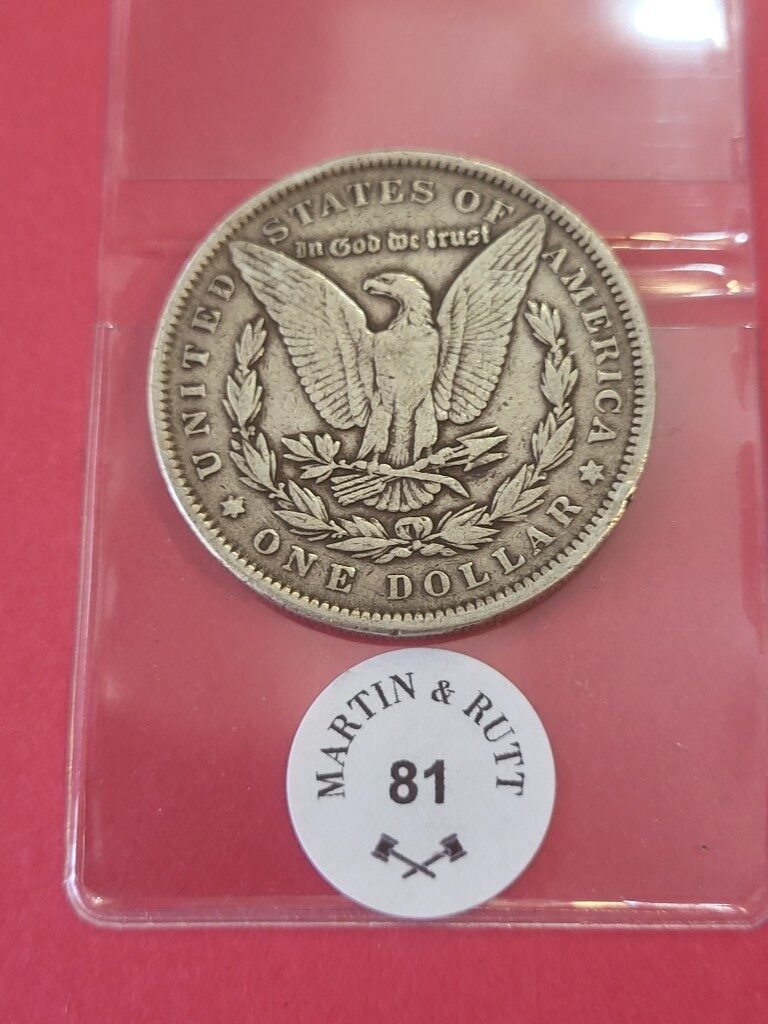 UNITED STATES OF AMERICA
In God we trust
ONE DOLLAR
MARTIN & RUTT
81